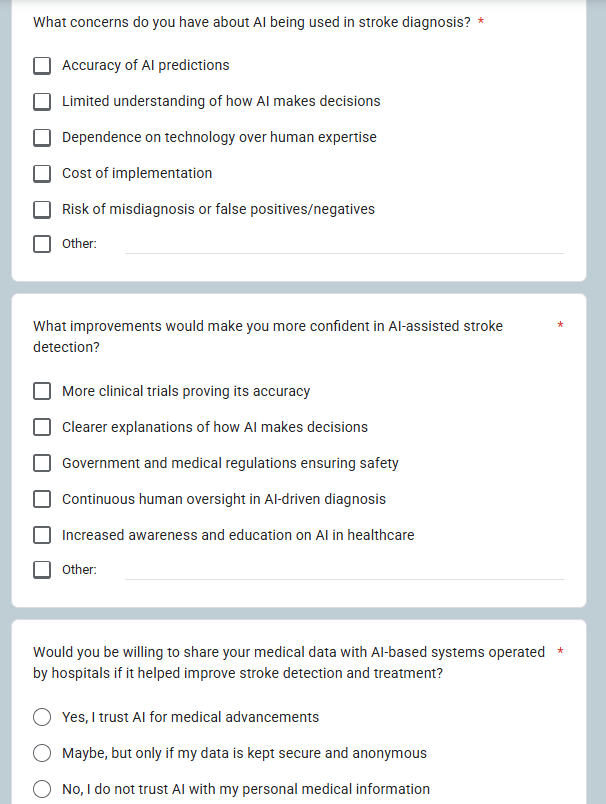 What concerns do you have about AI being used in stroke diagnosis? *
Accuracy of AI predictions
Limited understanding of how AI makes decisions
Dependence on technology over human expertise
Cost of implementation
Risk of misdiagnosis or false positives/negatives
Other:
What improvements would make you more confident in AI-assisted stroke *
detection?
More clinical trials proving its accuracy
Clearer explanations of how AI makes decisions
Government and medical regulations ensuring safety
Continuous human oversight in AI-driven diagnosis
Increased awareness and education on AI in healthcare
Other:
Would you be willing to share your medical data with AI-based systems operated *
by hospitals if it helped improve stroke detection and treatment?
Yes, I trust AI for medical advancements
Maybe, but only if my data is kept secure and anonymous
No, I do not trust AI with my personal medical information